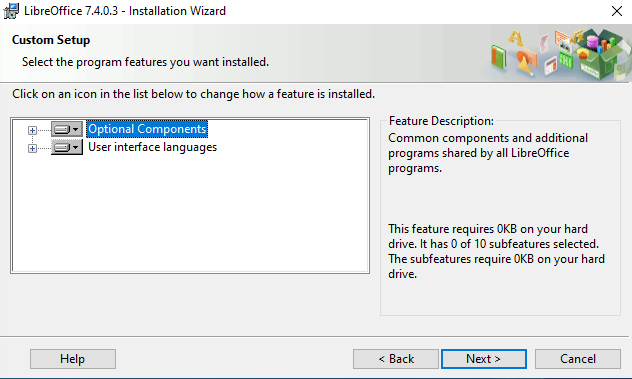 LibreOffice 7.4.0.3 - Installation Wizard
Custom Setup
Select the program features you want installed.
Click on an icon in the list below to change how a feature is installed.
Optional Components
User interface languages
Feature Description:
Common components and additional
programs shared by all LibreOffice
programs.
This feature requires 0KB on your hard
drive. It has 0 of 10 subfeatures selected.
The subfeatures require 0KB on your hard
drive.
Help
< Back
Next >
Cancel